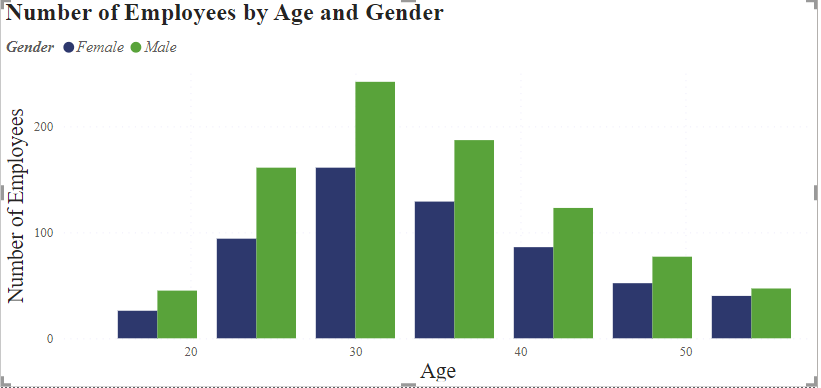 Number of Employees by Age and Gender
Gender Female Male
Number of Employees
200
100
0
20 30 40 50
Age